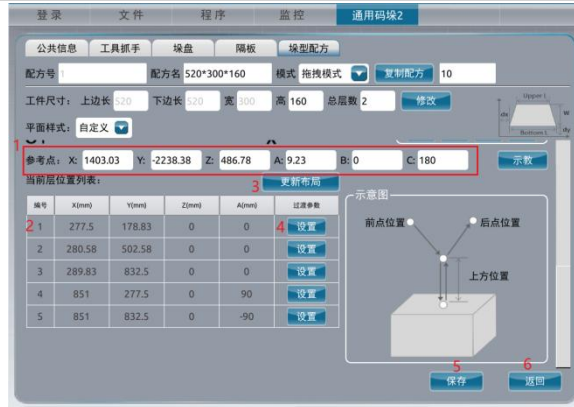 登录 文件 程序 监控 通用码垛2
公共信息 工具抓手 垛盘 隔板 垛型配方
配方号 1 配方名 520*300*160 模式 拖拽模式 复制配方 10
工件尺寸: 上边长 520 下边长 520 宽 300 高 160 总层数 2 修改
Upper L
dx
w
Bottom L
dy
平面样式: 自定义
1
参考点: X: 1403.03 Y: -2238.38 Z: 486.78 A: 9.23 B: 0 C: 180 示教
当前层位置列表: 3 更新布局
编号 X(mm) Y(mm) Z(mm) A(mm) 过渡参数
2 1 277.5 178.83 0 0 4 设置
2 280.58 502.58 0 0 设置
3 289.83 832.5 0 0 设置
4 851 277.5 0 90 设置
5 851 832.5 0 -90 设置
示意图
前点位置 后点位置
上方位置
5 6
保存 返回